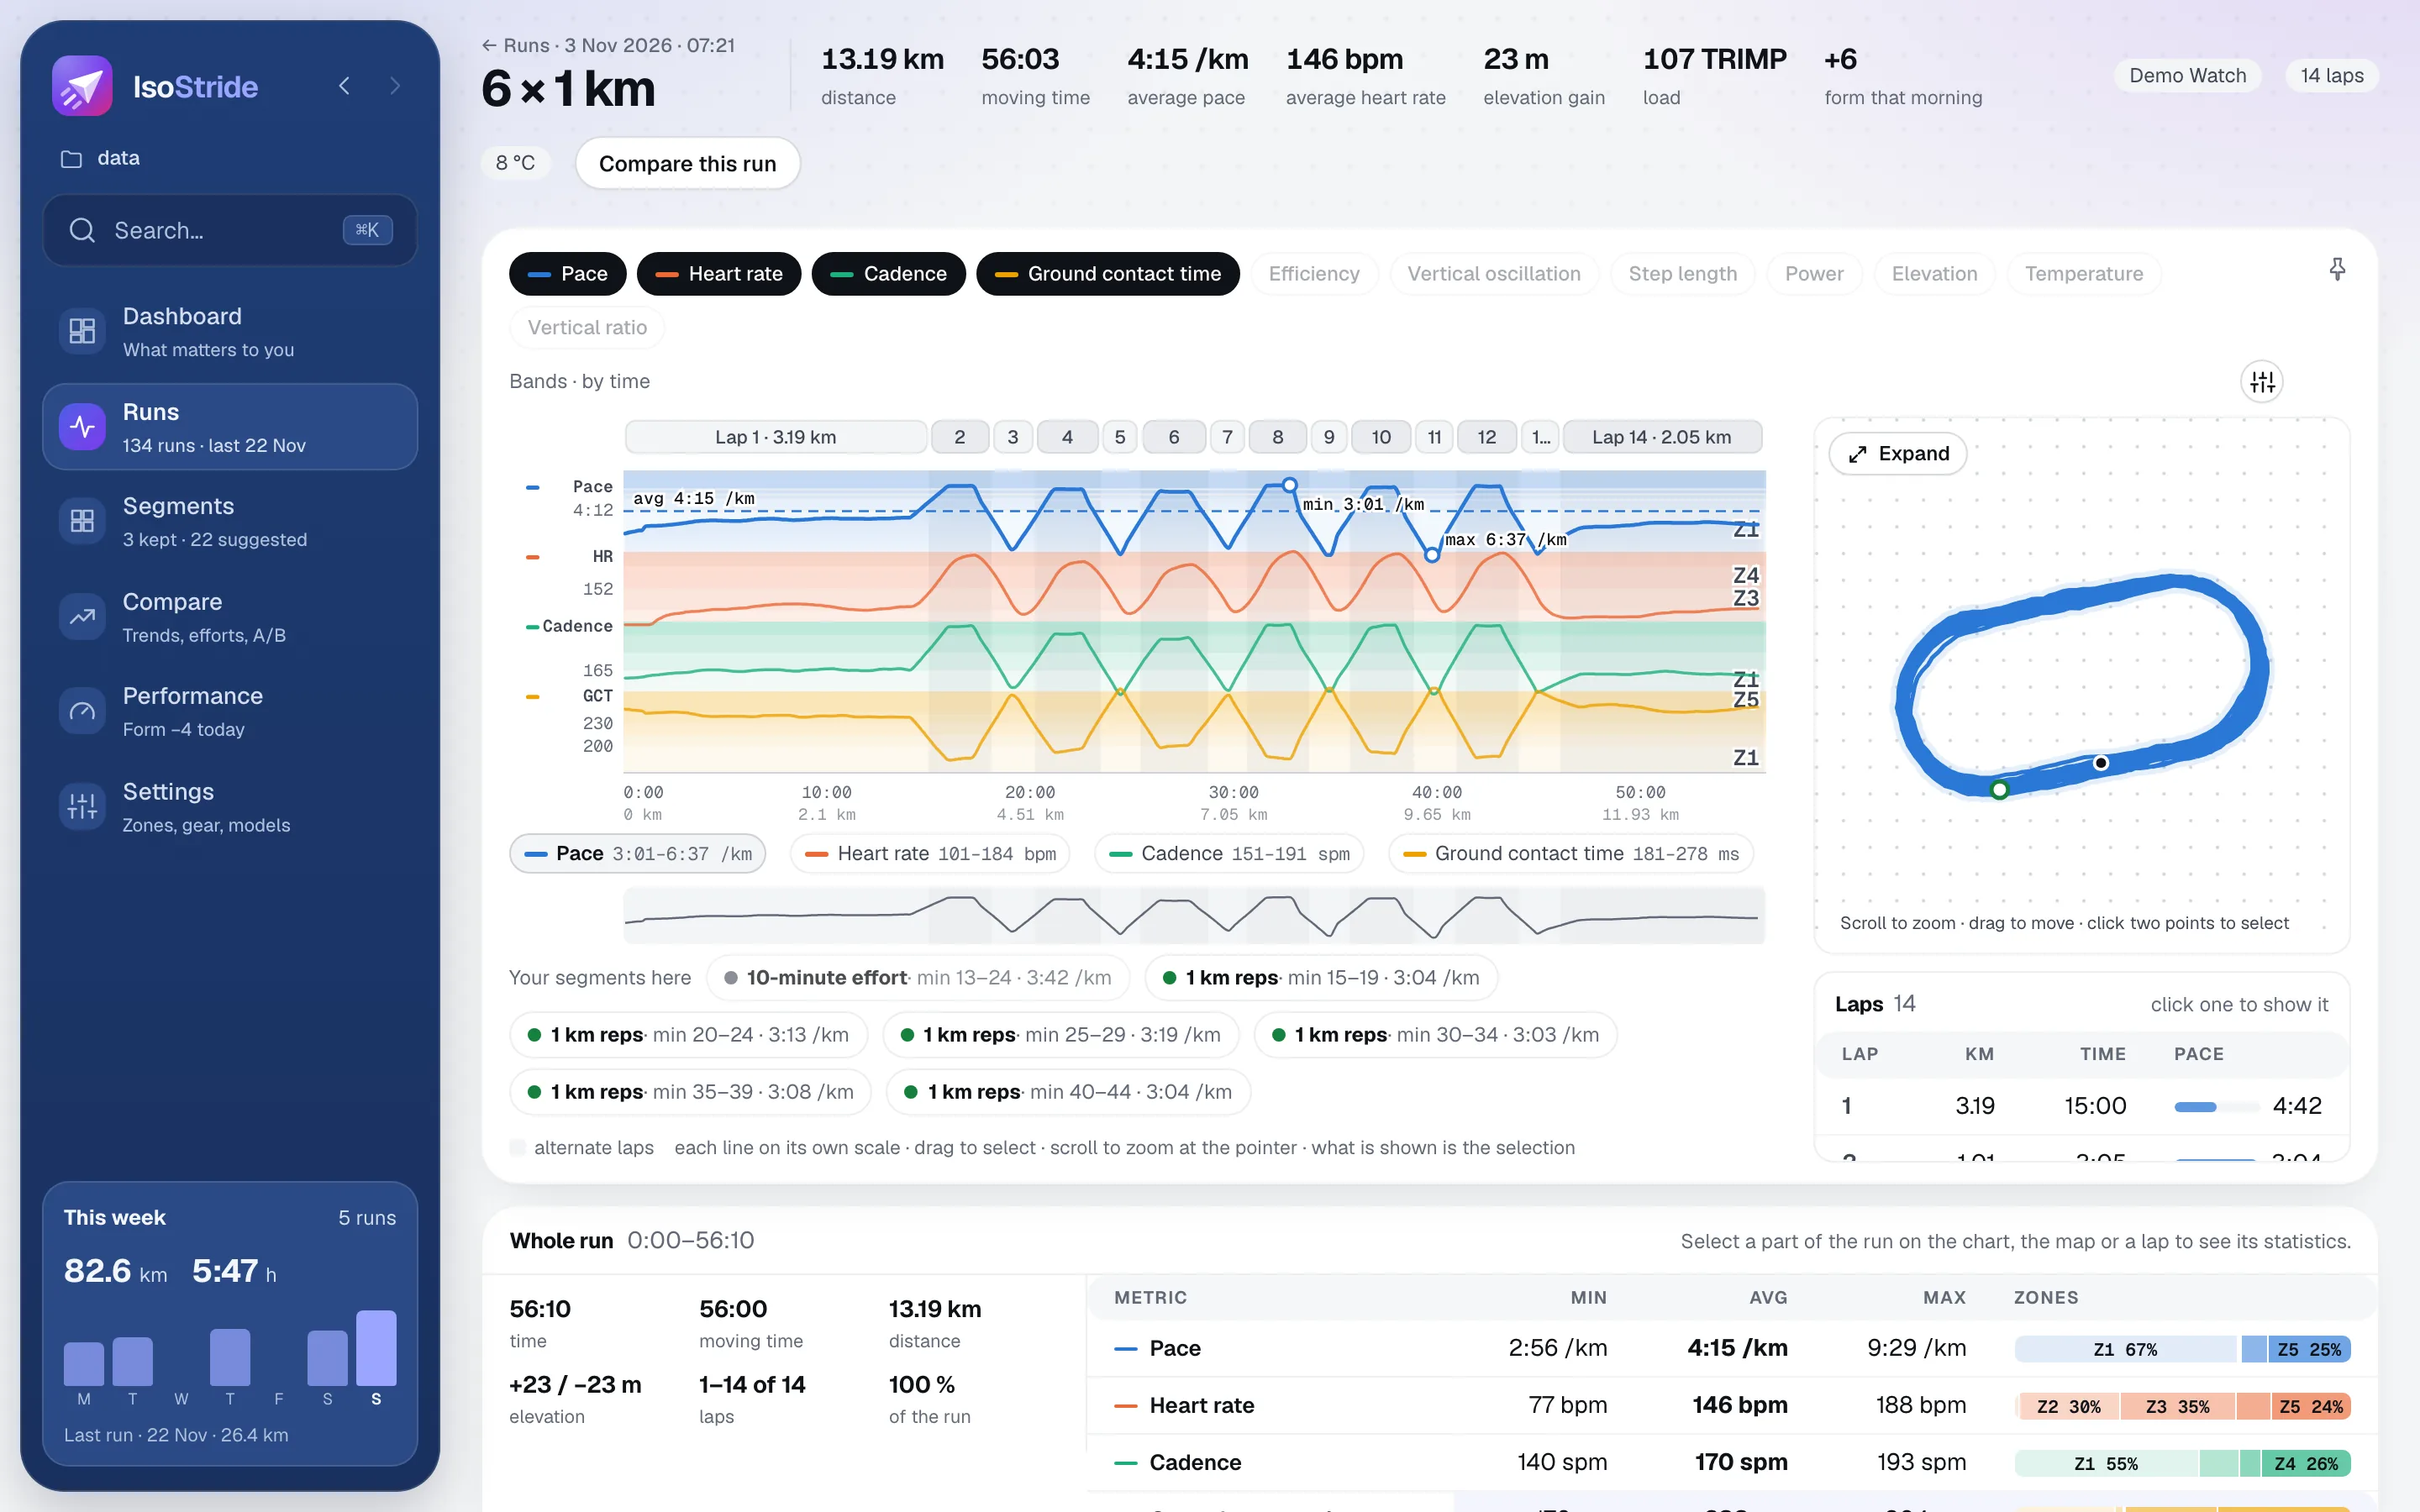 IsoStride
data
Search...
⌘K
Dashboard
What matters to you
Runs
134 runs · last 22 Nov
Segments
3 kept · 22 suggested
Compare
Trends, efforts, A/B
Performance
Form −4 today
Settings
Zones, gear, models
This week 5 runs
82.6 km 5:47 h
M T W T F S S
Last run · 22 Nov · 26.4 km
← Runs · 3 Nov 2026 · 07:21
6 × 1 km
13.19 km 56:03 4:15 /km 146 bpm 23 m 107 TRIMP +6
distance moving time average pace average heart rate elevation gain load form that morning
Demo Watch 14 laps
8 °C Compare this run
Pace Heart rate Cadence Ground contact time Efficiency Vertical oscillation Step length Power Elevation Temperature
Vertical ratio
Bands · by time
Lap 1 · 3.19 km 2 3 4 5 6 7 8 9 10 11 12 1... Lap 14 · 2.05 km
Pace
avg 4:15 /km
min 3:01 /km
4:12
Z1
max 6:37 /km
HR
Z4
152
Z3
Cadence
165
Z1
GCT
Z5
230
200
Z1
0:00 10:00 20:00 30:00 40:00 50:00
0 km 2.1 km 4.51 km 7.05 km 9.65 km 11.93 km
Pace 3:01–6:37 /km Heart rate 101–184 bpm Cadence 151–191 spm Ground contact time 181–278 ms
Your segments here 10-minute effort · min 13–24 · 3:42 /km 1 km reps · min 15–19 · 3:04 /km
1 km reps · min 20–24 · 3:13 /km 1 km reps · min 25–29 · 3:19 /km 1 km reps · min 30–34 · 3:03 /km
1 km reps · min 35–39 · 3:08 /km 1 km reps · min 40–44 · 3:04 /km
alternate laps each line on its own scale · drag to select · scroll to zoom at the pointer · what is shown is the selection
Expand
Scroll to zoom · drag to move · click two points to select
Laps 14 click one to show it
LAP KM TIME PACE
1 3.19 15:00 4:42
2 1.01 3:05 3:04
Whole run 0:00–56:10
Select a part of the run on the chart, the map or a lap to see its statistics.
56:10 56:00 13.19 km
time moving time distance
+23 / −23 m 1–14 of 14 100 %
elevation laps of the run
METRIC MIN AVG MAX ZONES
Pace 2:56 /km 4:15 /km 9:29 /km Z1 67% Z5 25%
Heart rate 77 bpm 146 bpm 188 bpm Z2 30% Z3 35% Z5 24%
Cadence 140 spm 170 spm 193 spm Z1 55% Z4 26%